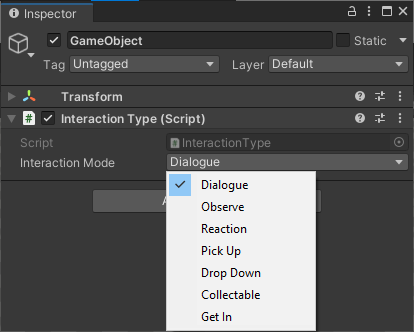 Inspector
GameObject
Static
Tag Untagged Layer Default
Transform
# Interaction Type (Script)
Script # InteractionType
Interaction Mode Dialogue
Dialogue
Observe
Reaction
Pick Up
Drop Down
Collectable
Get In